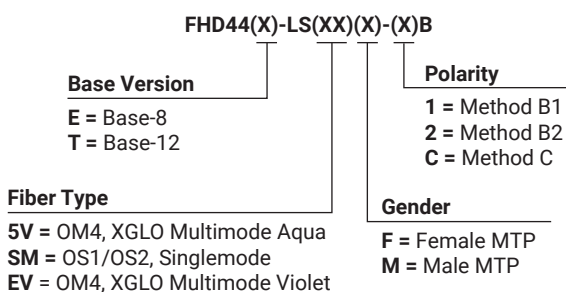 FHD44(X)-LS(XX)(X)-(X)B
Base Version
E = Base-8
T = Base-12
Polarity
1 = Method B1
2 = Method B2
C = Method C
Fiber Type
5V = OM4, XGLO Multimode Aqua
SM = OS1/OS2, Singlemode
EV = OM4, XGLO Multimode Violet
Gender
F = Female MTP
M = Male MTP